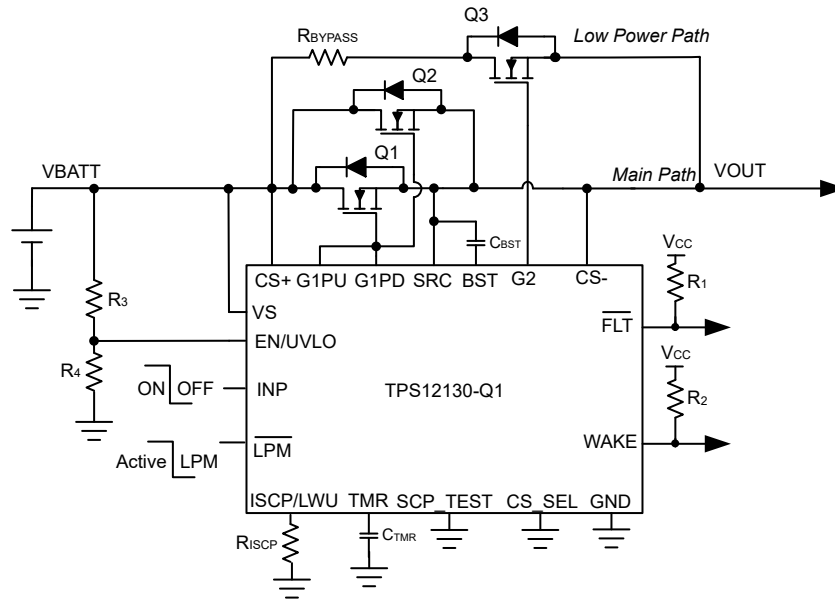 Q3
RBYPASS
Low Power Path
Q2
Q1
VBATT
Main Path
VOUT
CBST
VCC
CS+ G1PU G1PD SRC BST G2 CS-
R3
R1
VS
FLT
EN/UVLO
R4
VCC
ON OFF
INP
TPS12130-Q1
R2
WAKE
Active LPM
LPM
ISCP/LWU TMR SCP_TEST CS_SEL GND
RISCP
CTMR